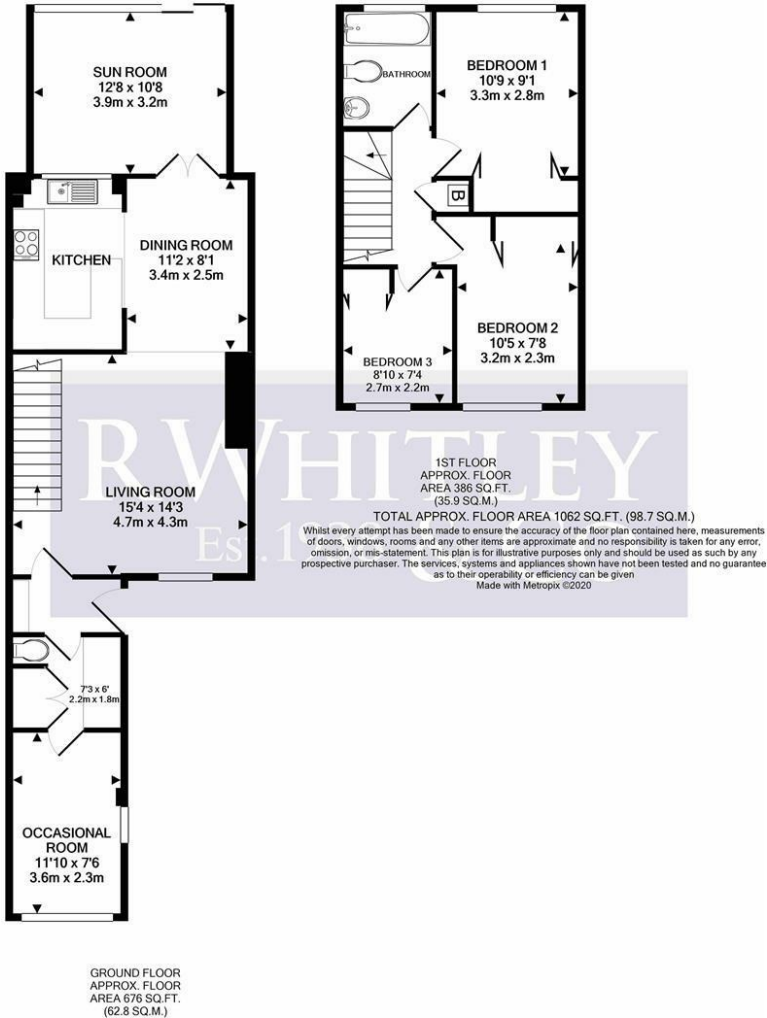 SUN ROOM
12'8 x 10'8
3.9m x 3.2m
KITCHEN
DINING ROOM
11'2 x 8'1
3.4m x 2.5m
LIVING ROOM
15'4 x 14'3
4.7m x 4.3m
7'3 x 6'
2.2m x 1.8m
OCCASIONAL
ROOM
11'10 x 7'6
3.6m x 2.3m
GROUND FLOOR
APPROX. FLOOR
AREA 676 SQ.FT.
(62.8 SQ.M.)
BATHROOM
BEDROOM 1
10'9 x 9'1
3.3m x 2.8m
B
BEDROOM 2
10'5 x 7'8
3.2m x 2.3m
BEDROOM 3
8'10 x 7'4
2.7m x 2.2m
RWHITLEY
Est. 19
1ST FLOOR
APPROX. FLOOR
AREA 386 SQ.FT.
(35.9 SQ.M.)
TOTAL APPROX. FLOOR AREA 1062 SQ.FT. (98.7 SQ.M.)
Whilst every attempt has been made to ensure the accuracy of the floor plan contained here, measurements
of doors, windows, rooms and any other items are approximate and no responsibility is taken for any error,
omission, or mis-statement. This plan is for illustrative purposes only and should be used as such by any
prospective purchaser. The services, systems and appliances shown have not been tested and no guarantee
as to their operability or efficiency can be given
Made with Metropix ©2020